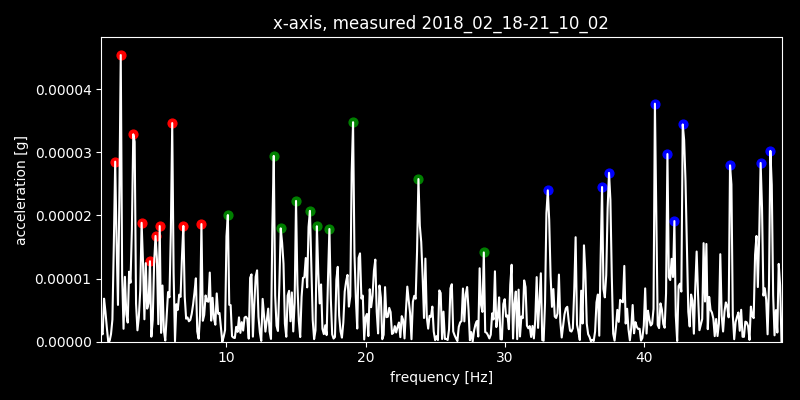 x-axis, measured 2018_02_18-21_10_02
0.00004
0.00003
0.00002
0.00001
0.00000
acceleration [g]
10 20 30 40
frequency [Hz]